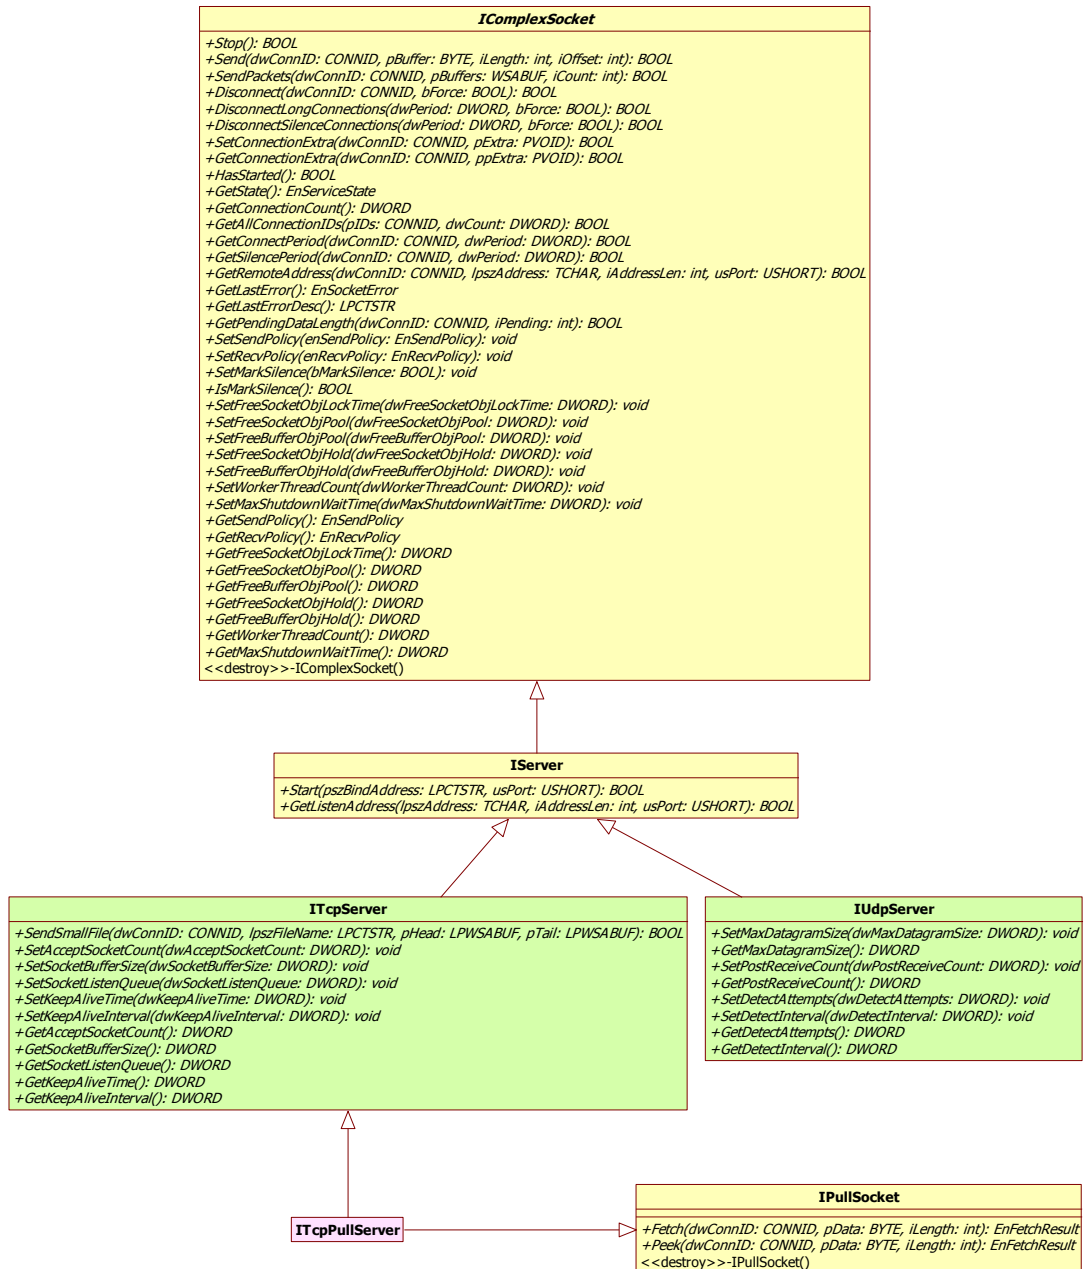 IComplexSocket
+Stop(): BOOL
+Send(dwConnID: CONNID, pBuffer: BYTE, iLength: int, iOffset: int): BOOL
+SendPackets(dwConnID: CONNID, pBuffers: WSABUF, iCount: int): BOOL
+Disconnect(dwConnID: CONNID, bForce: BOOL): BOOL
+DisconnectLongConnections(dwPeriod: DWORD, bForce: BOOL): BOOL
+DisconnectSilenceConnections(dwPeriod: DWORD, bForce: BOOL): BOOL
+SetConnectionExtra(dwConnID: CONNID, pExtra: PVOID): BOOL
+GetConnectionExtra(dwConnID: CONNID, ppExtra: PVOID): BOOL
+HasStarted(): BOOL
+GetState(): EnServiceState
+GetConnectionCount(): DWORD
+GetAllConnectionIDs(pIDs: CONNID, dwCount: DWORD): BOOL
+GetConnectPeriod(dwConnID: CONNID, dwPeriod: DWORD): BOOL
+GetSilencePeriod(dwConnID: CONNID, dwPeriod: DWORD): BOOL
+GetRemoteAddress(dwConnID: CONNID, lpszAddress: TCHAR, iAddressLen: int, usPort: USHORT): BOOL
+GetLastError(): EnSocketError
+GetLastErrorDesc(): LPCTSTR
+GetPendingDataLength(dwConnID: CONNID, iPending: int): BOOL
+SetSendPolicy(enSendPolicy: EnSendPolicy): void
+SetRecvPolicy(enRecvPolicy: EnRecvPolicy): void
+SetMarkSilence(bMarkSilence: BOOL): void
+IsMarkSilence(): BOOL
+SetFreeSocketObjLockTime(dwFreeSocketObjLockTime: DWORD): void
+SetFreeSocketObjPool(dwFreeSocketObjPool: DWORD): void
+SetFreeBufferObjPool(dwFreeBufferObjPool: DWORD): void
+SetFreeSocketObjHold(dwFreeSocketObjHold: DWORD): void
+SetFreeBufferObjHold(dwFreeBufferObjHold: DWORD): void
+SetWorkerThreadCount(dwWorkerThreadCount: DWORD): void
+SetMaxShutdownWaitTime(dwMaxShutdownWaitTime: DWORD): void
+GetSendPolicy(): EnSendPolicy
+GetRecvPolicy(): EnRecvPolicy
+GetFreeSocketObjLockTime(): DWORD
+GetFreeSocketObjPool(): DWORD
+GetFreeBufferObjPool(): DWORD
+GetFreeSocketObjHold(): DWORD
+GetFreeBufferObjHold(): DWORD
+GetWorkerThreadCount(): DWORD
+GetMaxShutdownWaitTime(): DWORD
<<destroy>>-IComplexSocket()
IServer
+Start(pszBindAddress: LPCTSTR, usPort: USHORT): BOOL
+GetListenAddress(lpszAddress: TCHAR, iAddressLen: int, usPort: USHORT): BOOL
ITcpServer
+SendSmallFile(dwConnID: CONNID, lpszFileName: LPCTSTR, pHead: LPWSABUF, pTail: LPWSABUF): BOOL
+SetAcceptSocketCount(dwAcceptSocketCount: DWORD): void
+SetSocketBufferSize(dwSocketBufferSize: DWORD): void
+SetSocketListenQueue(dwSocketListenQueue: DWORD): void
+SetKeepAliveTime(dwKeepAliveTime: DWORD): void
+SetKeepAliveInterval(dwKeepAliveInterval: DWORD): void
+GetAcceptSocketCount(): DWORD
+GetSocketBufferSize(): DWORD
+GetSocketListenQueue(): DWORD
+GetKeepAliveTime(): DWORD
+GetKeepAliveInterval(): DWORD
IUdpServer
+SetMaxDatagramSize(dwMaxDatagramSize: DWORD): void
+GetMaxDatagramSize(): DWORD
+SetPostReceiveCount(dwPostReceiveCount: DWORD): void
+GetPostReceiveCount(): DWORD
+SetDetectAttempts(dwDetectAttempts: DWORD): void
+SetDetectInterval(dwDetectInterval: DWORD): void
+GetDetectAttempts(): DWORD
+GetDetectInterval(): DWORD
ITcpPullServer
IPullSocket
+Fetch(dwConnID: CONNID, pData: BYTE, iLength: int): EnFetchResult
+Peek(dwConnID: CONNID, pData: BYTE, iLength: int): EnFetchResult
<<destroy>>-IPullSocket()